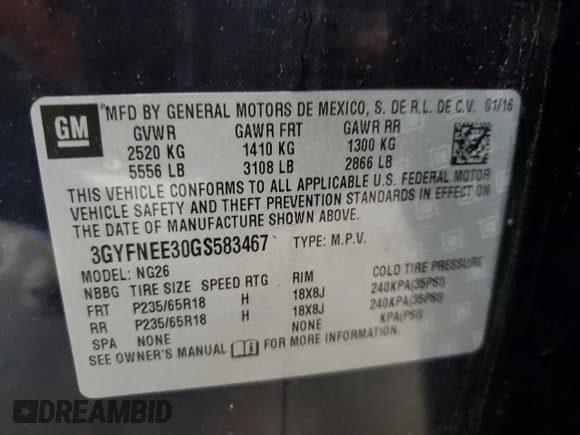 GM
*MFD BY GENERAL MOTORS DE MEXICO, S. DE R.L. DE C.V. 01/16
GVWR GAWR FRT GAWR RR
2520 KG 1410 KG 1300 KG
5556 LB 3108 LB 2866 LB
THIS VEHICLE CONFORMS TO ALL APPLICABLE U.S. FEDERAL MOTOR
VEHICLE SAFETY AND THEFT PREVENTION STANDARDS IN EFFECT ON
THE DATE OF MANUFACTURE SHOWN ABOVE.
3GYFNEE30GS583467 TYPE: M.P.V.
MODEL: NG26
NBBG TIRE SIZE SPEED RTG RIM COLD TIRE PRESSURE
FRT P235/65R18 H 18X8J 240KPA(35PSI)
RR P235/65R18 H 18X8J 240KPA(35PSI)
SPA NONE NONE KPA(PSI)
SEE OWNER'S MANUAL FOR MORE INFORMATION.
DREAMBID